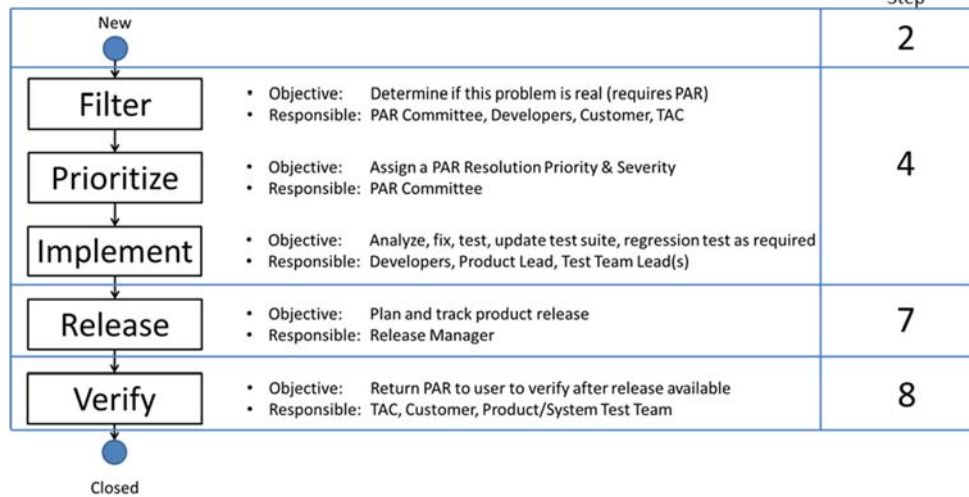 Step
New
2
Filter
• Objective: Determine if this problem is real (requires PAR)
• Responsible: PAR Committee, Developers, Customer, TAC
Prioritize
• Objective: Assign a PAR Resolution Priority & Severity
• Responsible: PAR Committee
4
Implement
• Objective: Analyze, fix, test, update test suite, regression test as required
• Responsible: Developers, Product Lead, Test Team Lead(s)
Release
• Objective: Plan and track product release
• Responsible: Release Manager
7
Verify
• Objective: Return PAR to user to verify after release available
• Responsible: TAC, Customer, Product/System Test Team
8
Closed